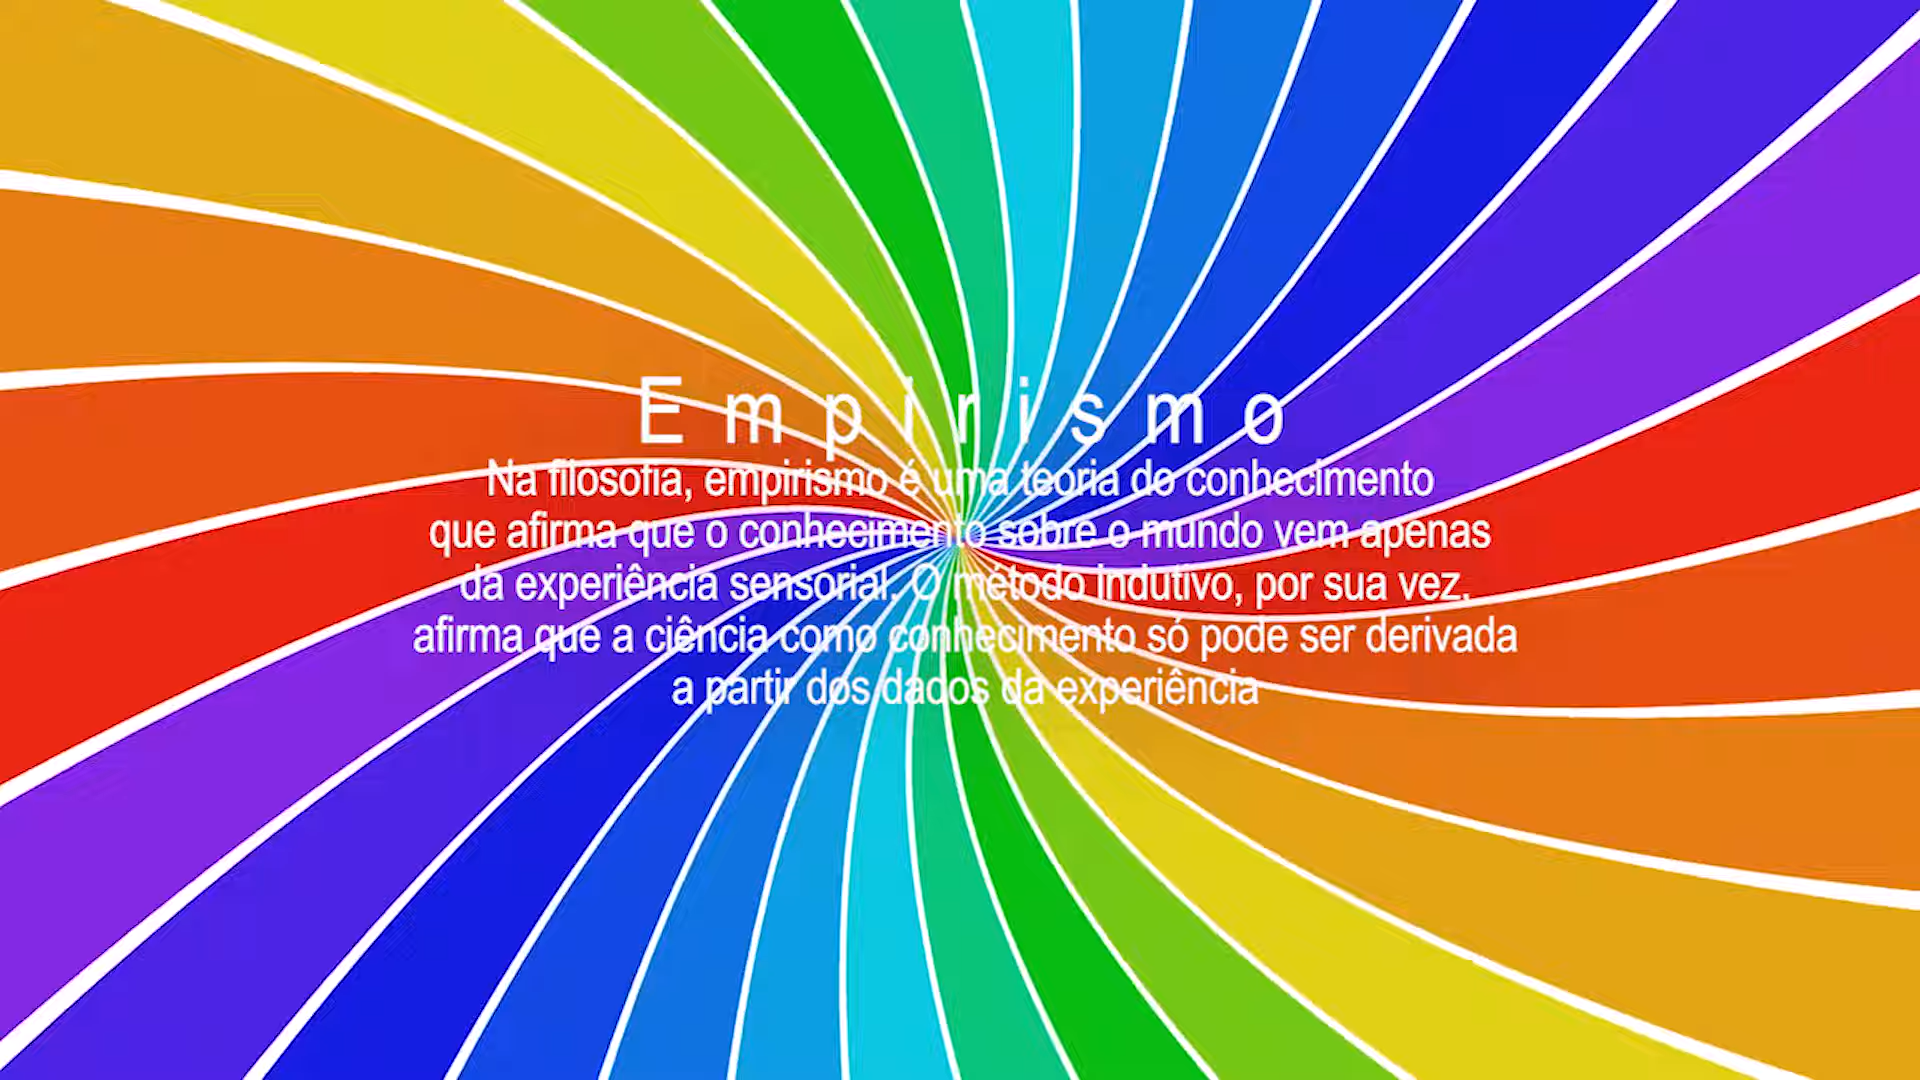 Empirismo
Na filosofia, empirismo é uma teoria do conhecimento
que afirma que o conhecimento sobre o mundo vem apenas
da experiência sensorial. O método indutivo, por sua vez,
afirma que a ciência como conhecimento só pode ser derivada
a partir dos dados da experiência